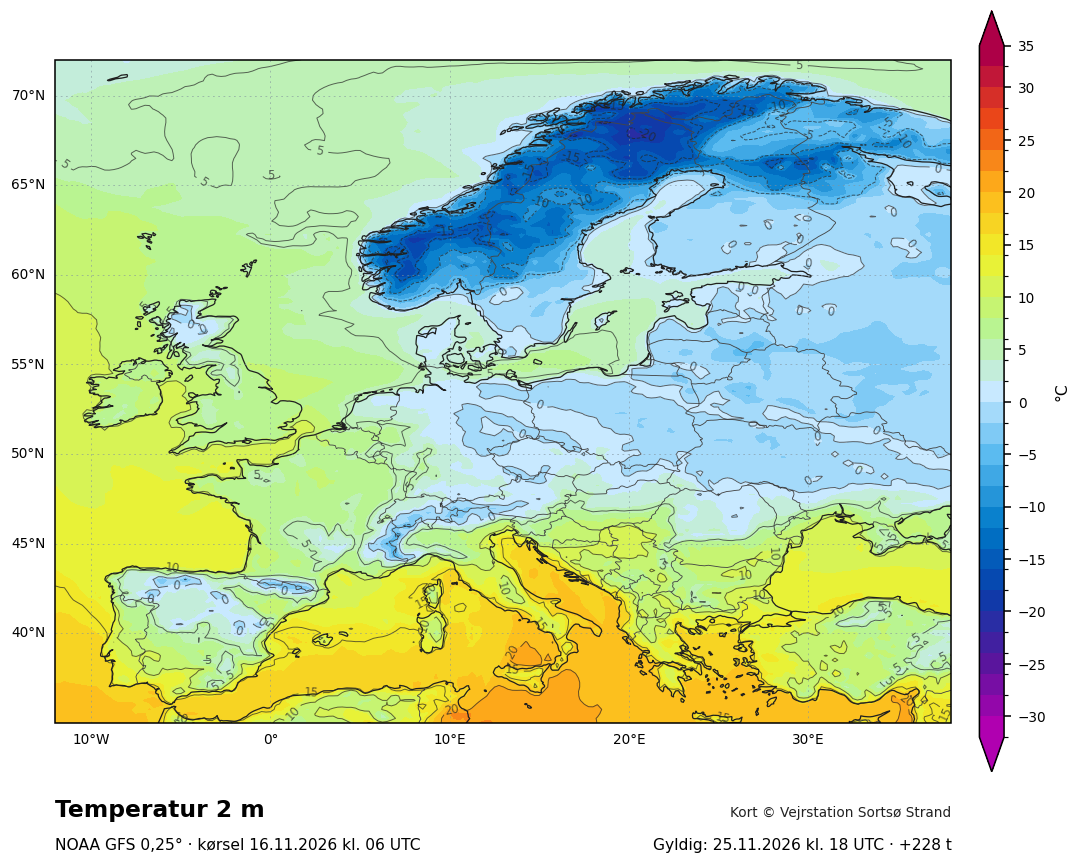 70°N
65°N
60°N
55°N
50°N
45°N
40°N
10°W
0°
10°E
20°E
30°E
35
30
25
20
15
10
5
0
−5
−10
−15
−20
−25
−30
°C
Temperatur 2 m
Kort © Vejrstation Sortsø Strand
NOAA GFS 0,25° · kørsel 16.11.2026 kl. 06 UTC
Gyldig: 25.11.2026 kl. 18 UTC · +228 t